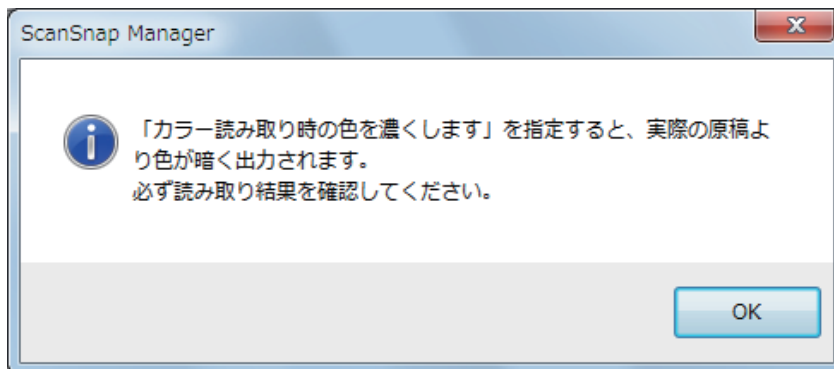 ScanSnap Manager
「カラー読み取り時の色を濃くします」を指定すると、実際の原稿よ
り色が暗く出力されます。
必ず読み取り結果を確認してください。
OK